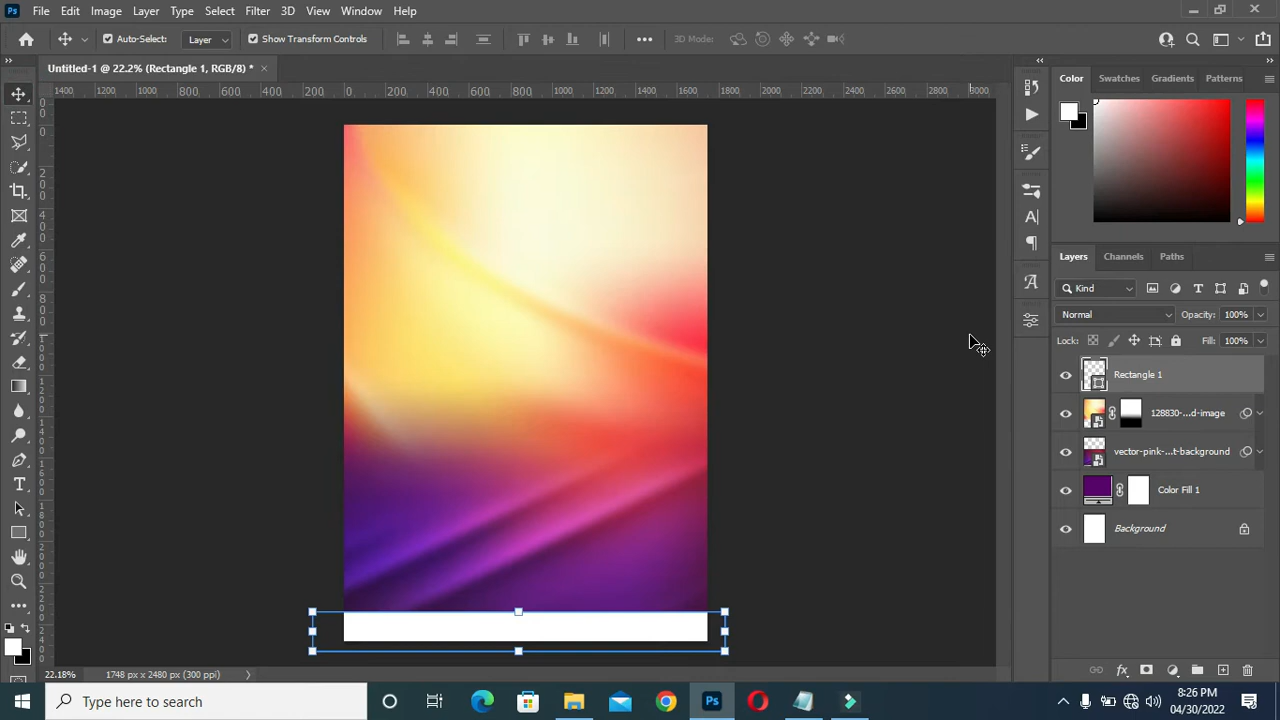 Ps File Edit Image Layer Type Select Filter 3D View Window Help
Auto-Select: Layer Show Transform Controls 3D Mode:
Untitled-1 @ 22.2% (Rectangle 1, RGB/8) *
1400 1200 1000 800 600 400 200 0 200 400 600 800 1000 1200 1400 1600 1800 2000 2200 2400 2600 2800 3000
Color Swatches Gradients Patterns
Layers Channels Paths
Kind
Normal Opacity: 100%
Lock: Fill: 100%
Rectangle 1
128830-...d-image
vector-pink-...t-background
Color Fill 1
Background
22.18% 1748 px x 2480 px (300 ppi)
Type here to search
Ps
8:26 PM
04/30/2022